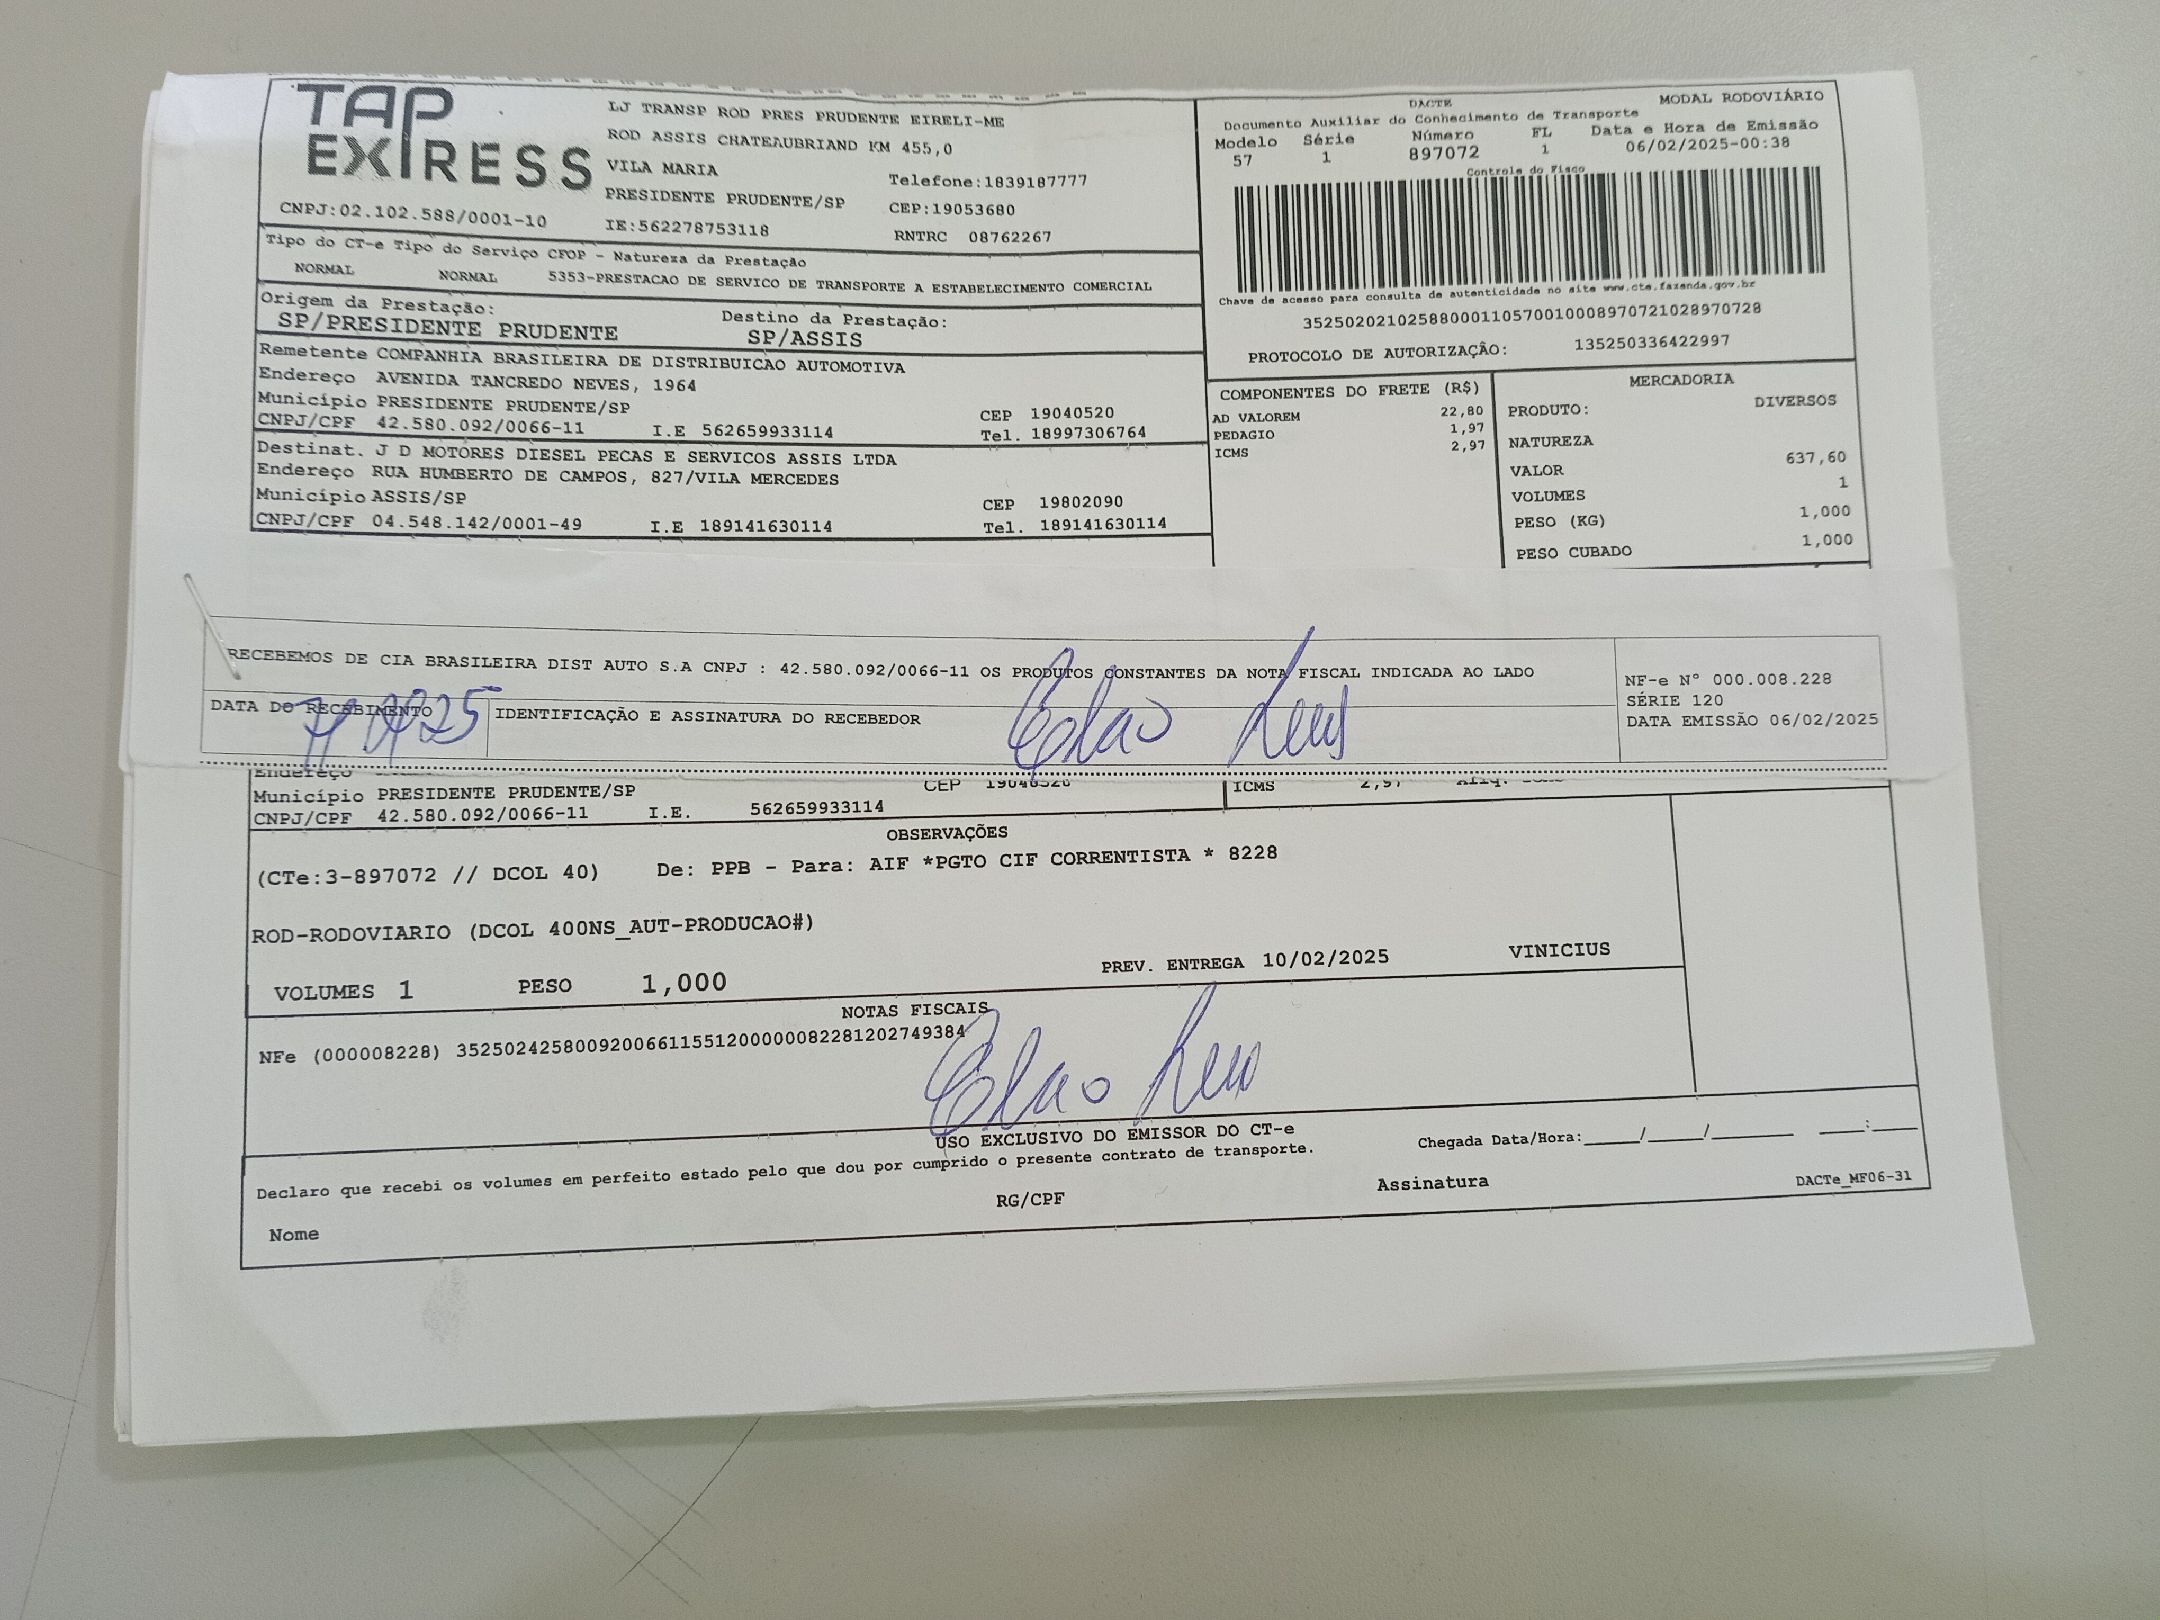 TAP EXPRESS
LJ TRANSP ROD PRES PRUDENTE EIRELI-ME
ROD ASSIS CHATEAUBRIAND KM 455,0
VILA MARIA
Telefone:1839187777
PRESIDENTE PRUDENTE/SP
CEP:19053680
CNPJ:02.102.588/0001-10
IE:562278753118
RNTRC 08762267
DACTE
MODAL RODOVIÁRIO
Documento Auxiliar do Conhecimento de Transporte
Modelo Série Número FL Data e Hora de Emissão
57 1 897072 1 06/02/2025-00:38
Controle do Fisco
Chave de acesso para consulta de autenticidade no site www.cte.fazenda.gov.br
35250202102588000110570010008970721028970728
PROTOCOLO DE AUTORIZAÇÃO: 135250336422997
Tipo do CT-e Tipo do Serviço CFOP - Natureza da Prestação
NORMAL NORMAL 5353-PRESTACAO DE SERVICO DE TRANSPORTE A ESTABELECIMENTO COMERCIAL
Origem da Prestação: Destino da Prestação:
SP/PRESIDENTE PRUDENTE SP/ASSIS
Remetente COMPANHIA BRASILEIRA DE DISTRIBUICAO AUTOMOTIVA
Endereço AVENIDA TANCREDO NEVES, 1964
Município PRESIDENTE PRUDENTE/SP CEP 19040520
CNPJ/CPF 42.580.092/0066-11 I.E 562659933114 Tel. 18997306764
Destinat. J D MOTORES DIESEL PECAS E SERVICOS ASSIS LTDA
Endereço RUA HUMBERTO DE CAMPOS, 827/VILA MERCEDES
Município ASSIS/SP CEP 19802090
CNPJ/CPF 04.548.142/0001-49 I.E 189141630114 Tel. 189141630114
COMPONENTES DO FRETE (R$)
AD VALOREM 22,80
PEDAGIO 1,97
ICMS 2,97
MERCADORIA
PRODUTO: DIVERSOS
NATUREZA
VALOR 637,60
VOLUMES 1
PESO (KG) 1,000
PESO CUBADO 1,000
RECEBEMOS DE CIA BRASILEIRA DIST AUTO S.A CNPJ : 42.580.092/0066-11 OS PRODUTOS CONSTANTES DA NOTA FISCAL INDICADA AO LADO
DATA DO RECEBIMENTO
IDENTIFICAÇÃO E ASSINATURA DO RECEBEDOR
NF-e Nº 000.008.228
SÉRIE 120
DATA EMISSÃO 06/02/2025
Endereço
CEP 19040520
ICMS 2,97
Município PRESIDENTE PRUDENTE/SP
CNPJ/CPF 42.580.092/0066-11 I.E. 562659933114
OBSERVAÇÕES
(CTe:3-897072 // DCOL 40) De: PPB - Para: AIF *PGTO CIF CORRENTISTA * 8228
ROD-RODOVIARIO (DCOL 400NS_AUT-PRODUCAO#)
VOLUMES 1 PESO 1,000 PREV. ENTREGA 10/02/2025 VINICIUS
NOTAS FISCAIS
NFe (000008228) 35250242580092006611551200000082281202749384
USO EXCLUSIVO DO EMISSOR DO CT-e
Declaro que recebi os volumes em perfeito estado pelo que dou por cumprido o presente contrato de transporte.
Chegada Data/Hora:_____/_____/_______ ____:____
Nome RG/CPF Assinatura DACTe_MF06-31